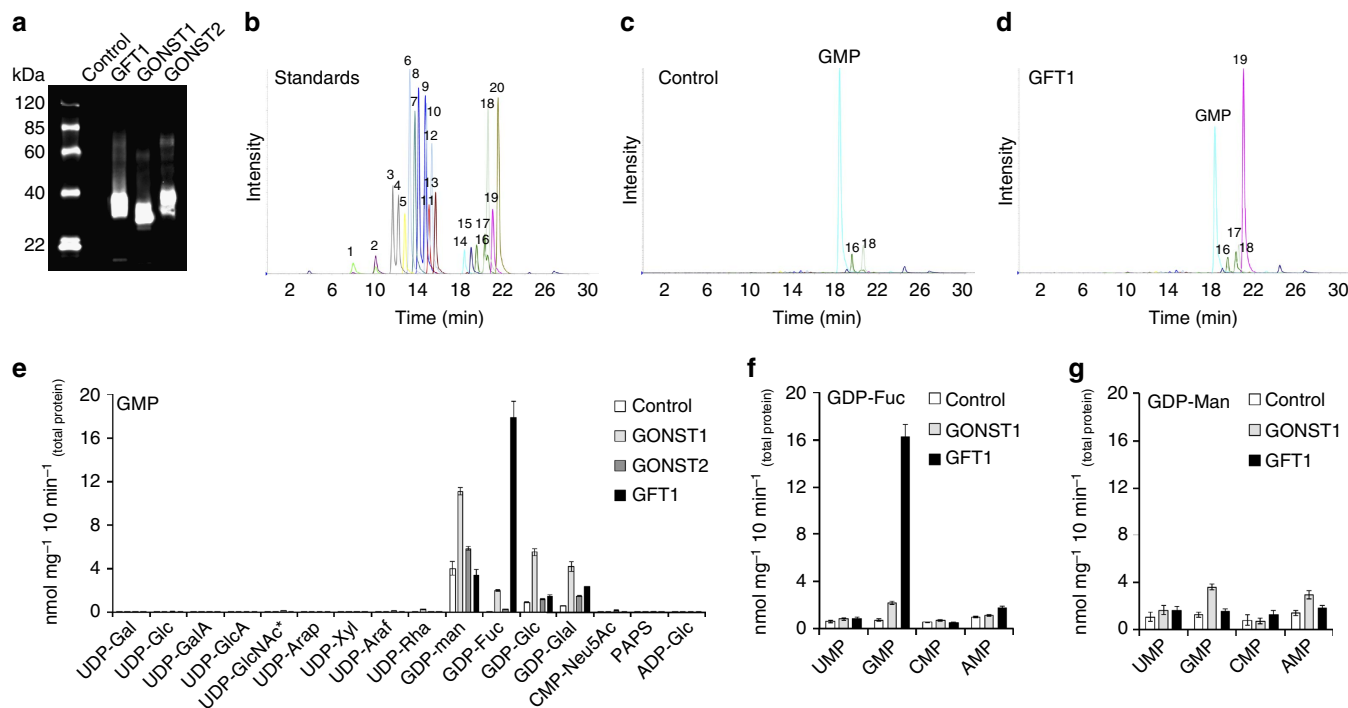 a
Control
GFT1
GONST1
GONST2
kDa
120
85
60
40
22
b
Standards
Intensity
1
2
3
4
5
6
7
8
9
10
11
12
13
14
15
16
17
18
19
20
2 6 10 14 18 22 26 30
Time (min)
c
Control
GMP
Intensity
16
18
2 6 10 14 18 22 26 30
Time (min)
d
GFT1
GMP
Intensity
16
17
18
19
2 6 10 14 18 22 26 30
Time (min)
e
GMP
nmol mg⁻¹ 10 min⁻¹ (total protein)
20
16
12
8
4
0
Control
GONST1
GONST2
GFT1
UDP-Gal
UDP-Glc
UDP-GalA
UDP-GlcA
UDP-GlcNAc*
UDP-Arap
UDP-Xyl
UDP-Araf
UDP-Rha
GDP-man
GDP-Fuc
GDP-Glc
GDP-Glal
CMP-Neu5Ac
PAPS
ADP-Glc
f
GDP-Fuc
nmol mg⁻¹ 10 min⁻¹ (total protein)
20
16
12
8
4
0
Control
GONST1
GFT1
UMP
GMP
CMP
AMP
g
GDP-Man
nmol mg⁻¹ 10 min⁻¹ (total protein)
20
16
12
8
4
0
Control
GONST1
GFT1
UMP
GMP
CMP
AMP